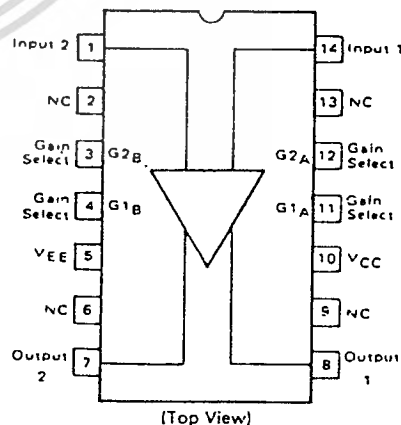 Input 2 1 14 Input 1
NC 2 13 NC
Gain Select 3 G2B G2A 12 Gain Select
Gain Select 4 G1B G1A 11 Gain Select
VEE 5 10 VCC
NC 6 9 NC
Output 2 7 8 Output 1
(Top View)